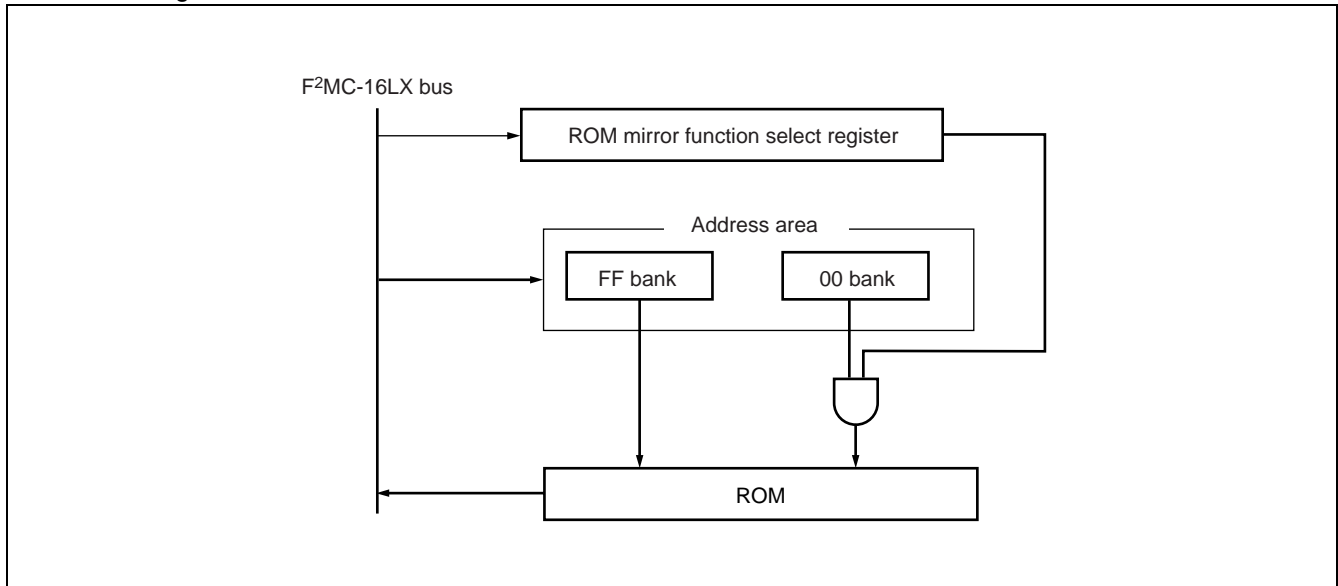 F²MC-16LX bus
ROM mirror function select register
Address area
FF bank
00 bank
ROM